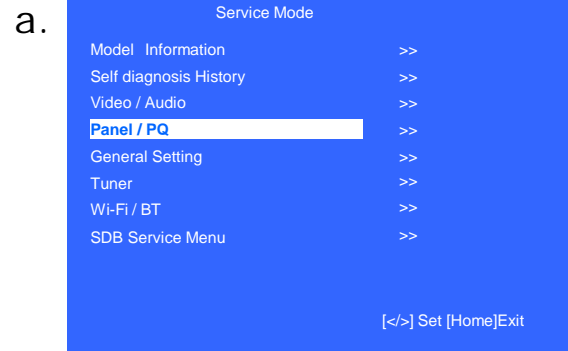 a.
Service Mode
Model Information >>
Self diagnosis History >>
Video / Audio >>
Panel / PQ >>
General Setting >>
Tuner >>
Wi-Fi / BT >>
SDB Service Menu >>
[</>] Set [Home]Exit